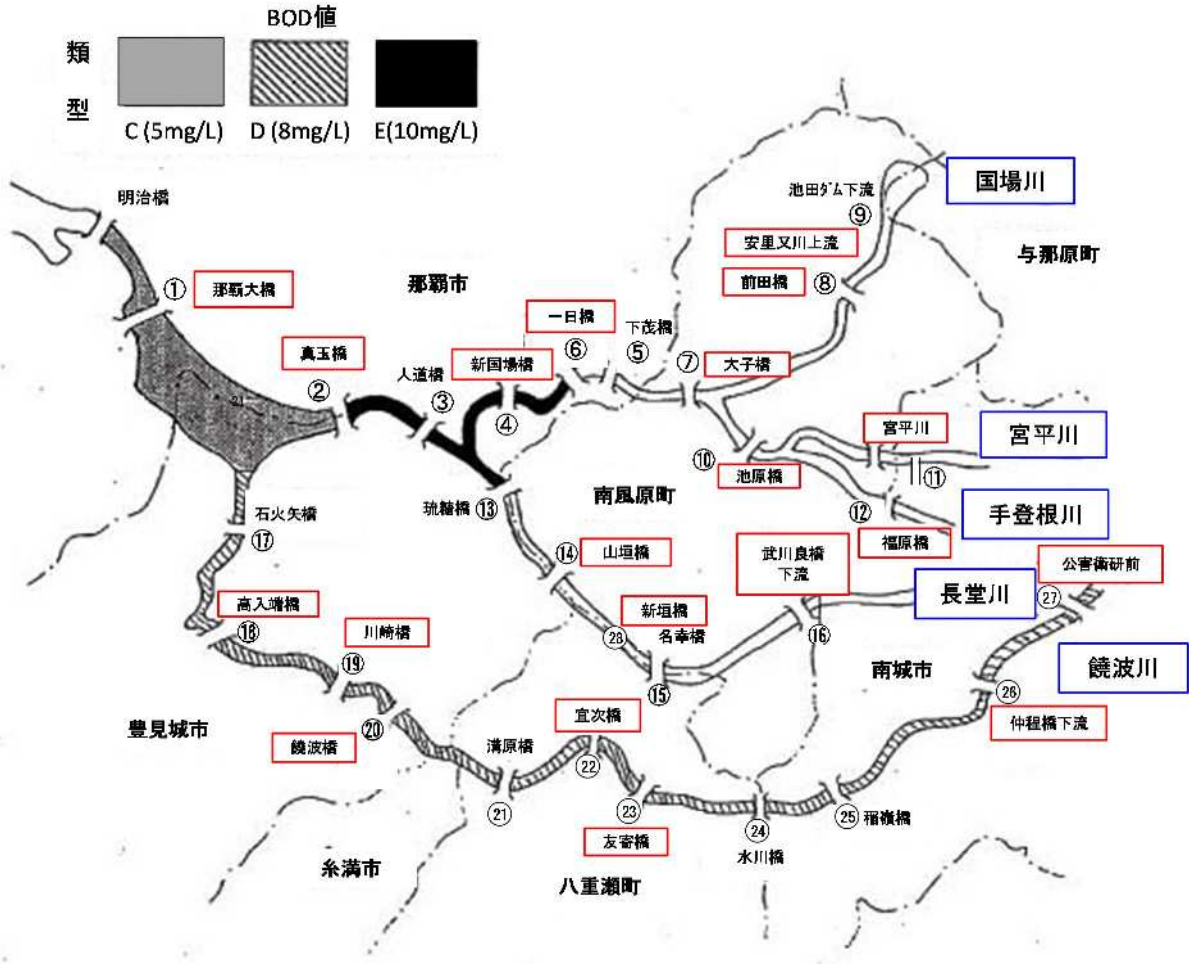 BOD値
類
型
C (5mg/L)
D (8mg/L)
E(10mg/L)
明治橋
国場川
池田ダム下流
⑨
安里又川上流
与那原町
前田橋
⑧
①
那覇大橋
那覇市
一日橋
⑥
下茂橋
⑤
⑦
大子橋
真玉橋
②
人道橋
③
新国場橋
④
宮平川
宮平川
⑩
池原橋
⑪
南風原町
⑫
福原橋
手登根川
琉糖橋
⑬
石火矢橋
⑰
⑭
山垣橋
武川良橋
下流
⑯
長堂川
公害衛研前
㉗
高入端橋
⑱
川崎橋
⑲
新垣橋
名幸橋
㉘
⑮
南城市
饒波川
㉖
仲程橋下流
豊見城市
饒波橋
⑳
宜次橋
㉒
溝原橋
㉑
㉓
友寄橋
㉔
水川橋
㉕
稲嶺橋
糸満市
八重瀬町